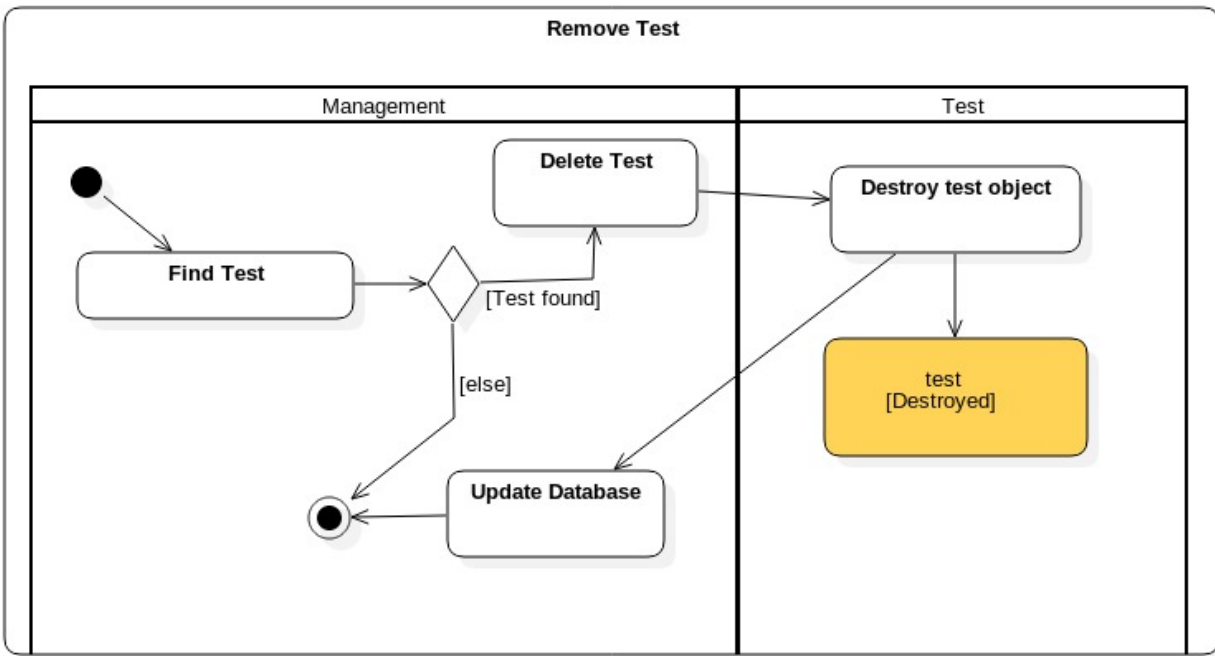 Remove Test
Management
Test
Delete Test
Destroy test object
Find Test
[Test found]
[else]
test
[Destroyed]
Update Database